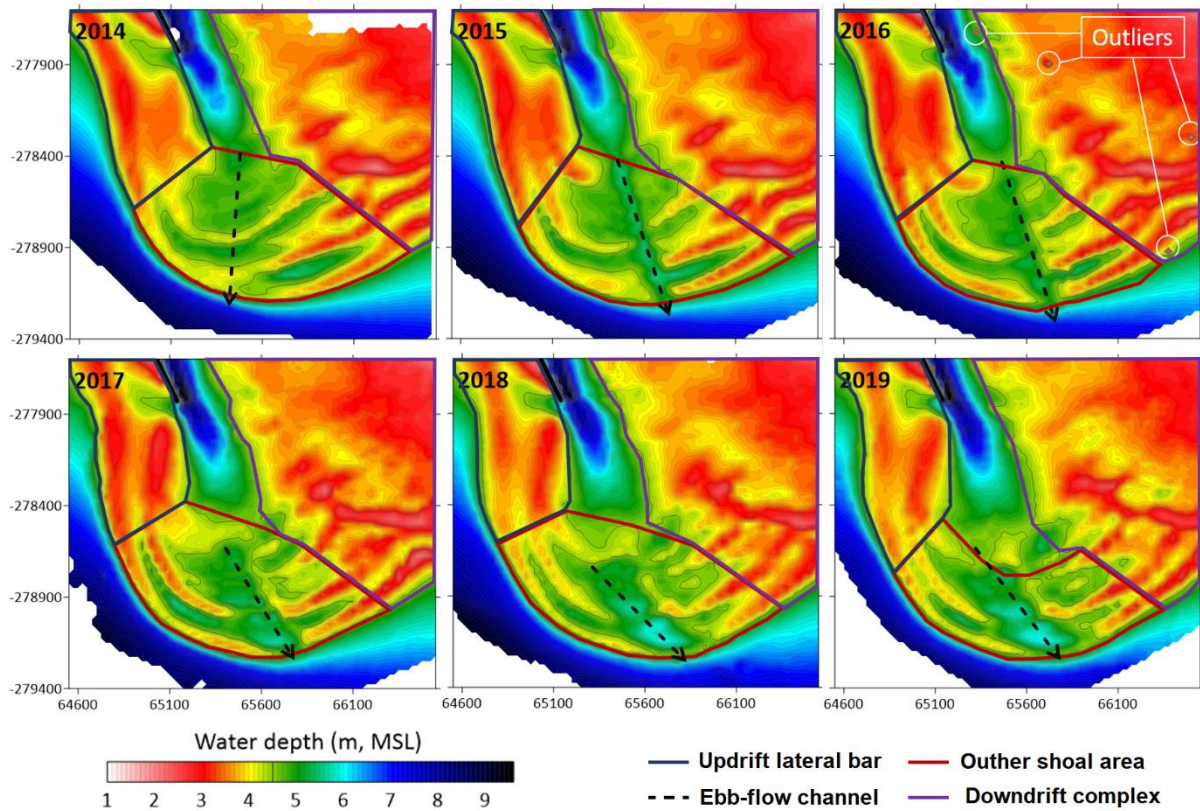 2014
2015
2016
Outliers
-277900
-278400
-278900
-279400
2017
2018
2019
-277900
-278400
-278900
-279400
64600 65100 65600 66100
64600 65100 65600 66100
64600 65100 65600 66100
Water depth (m, MSL)
1 2 3 4 5 6 7 8 9
Updrift lateral bar
Outher shoal area
Ebb-flow channel
Downdrift complex